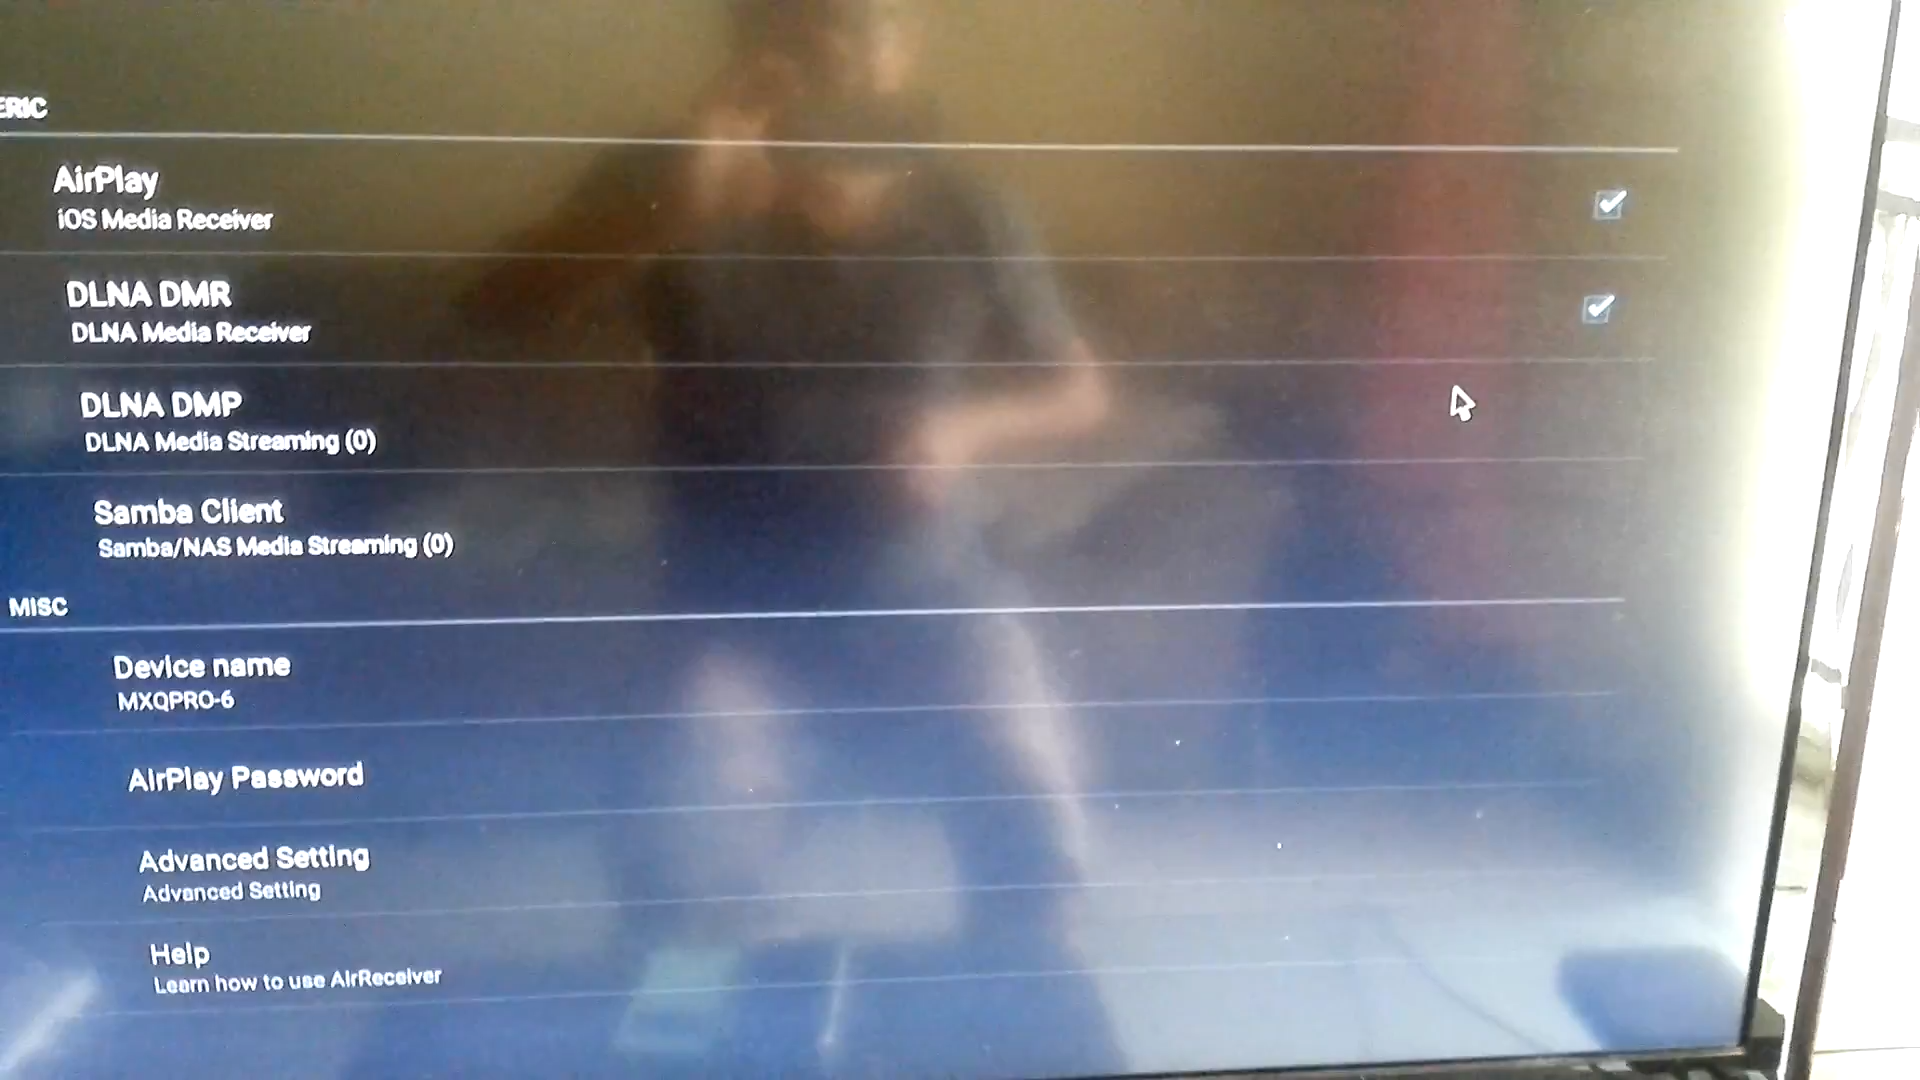 ERIC
AirPlay
iOS Media Receiver
DLNA DMR
DLNA Media Receiver
DLNA DMP
DLNA Media Streaming (0)
Samba Client
Samba/NAS Media Streaming (0)
MISC
Device name
MXQPRO-6
AirPlay Password
Advanced Setting
Advanced Setting
Help
Learn how to use AirReceiver